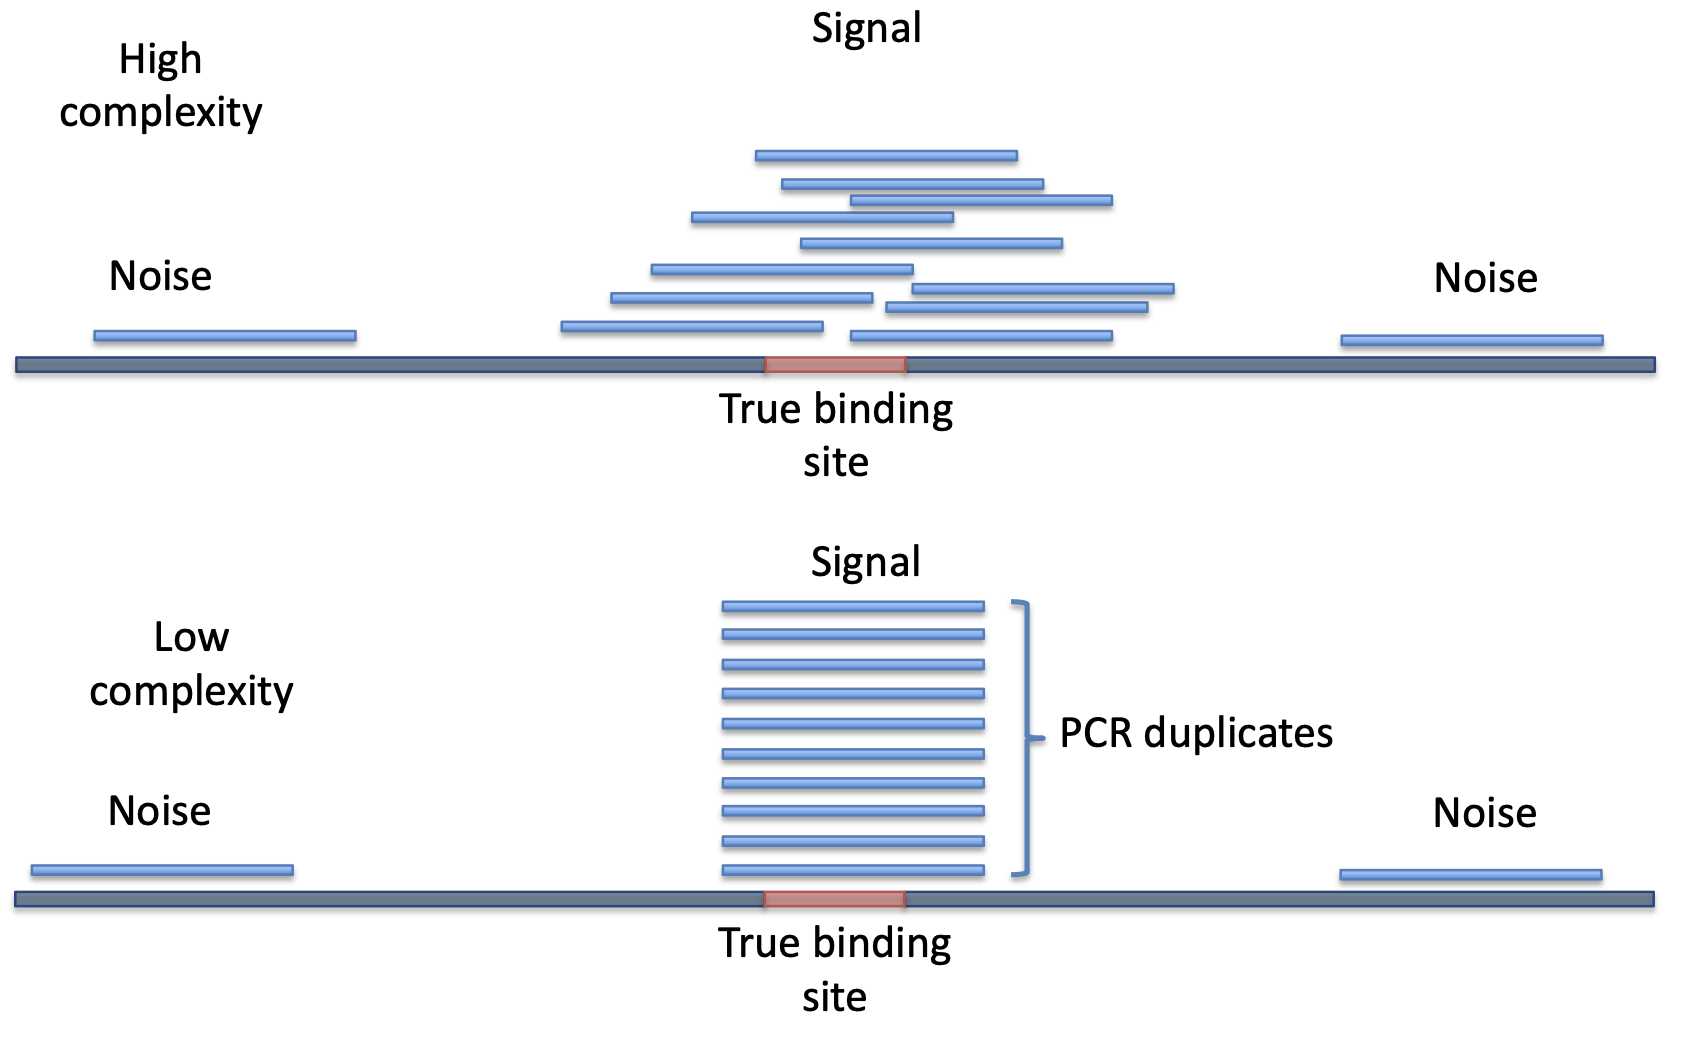 Signal
High
complexity
Noise
Noise
True binding
site
Signal
Low
complexity
PCR duplicates
Noise
Noise
True binding
site